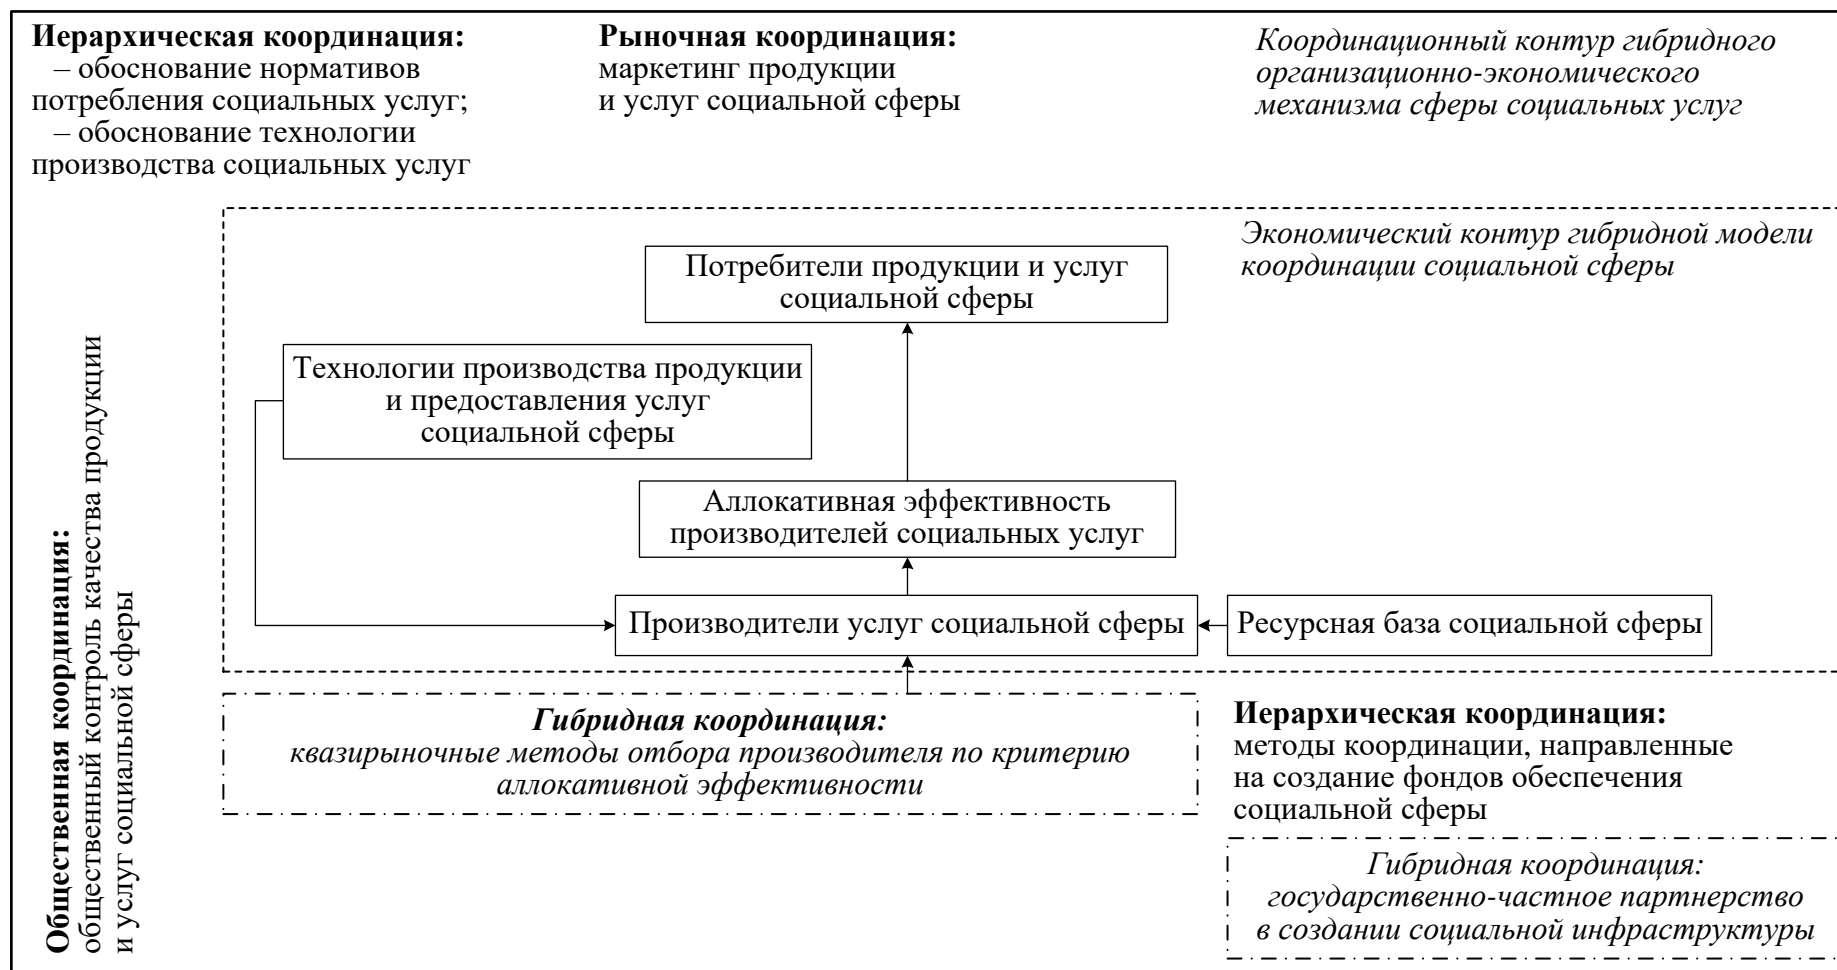 Иерархическая координация:
– обоснование нормативов
потребления социальных услуг;
– обоснование технологии
производства социальных услуг
Рыночная координация:
маркетинг продукции
и услуг социальной сферы
Координационный контур гибридного
организационно-экономического
механизма сферы социальных услуг
Экономический контур гибридной модели
координации социальной сферы
Потребители продукции и услуг
социальной сферы
Технологии производства продукции
и предоставления услуг
социальной сферы
Аллокативная эффективность
производителей социальных услуг
Производители услуг социальной сферы
Ресурсная база социальной сферы
Общественная координация:
общественный контроль качества продукции
и услуг социальной сферы
Гибридная координация:
квазирыночные методы отбора производителя по критерию
аллокативной эффективности
Иерархическая координация:
методы координации, направленные
на создание фондов обеспечения
социальной сферы
Гибридная координация:
государственно-частное партнерство
в создании социальной инфраструктуры